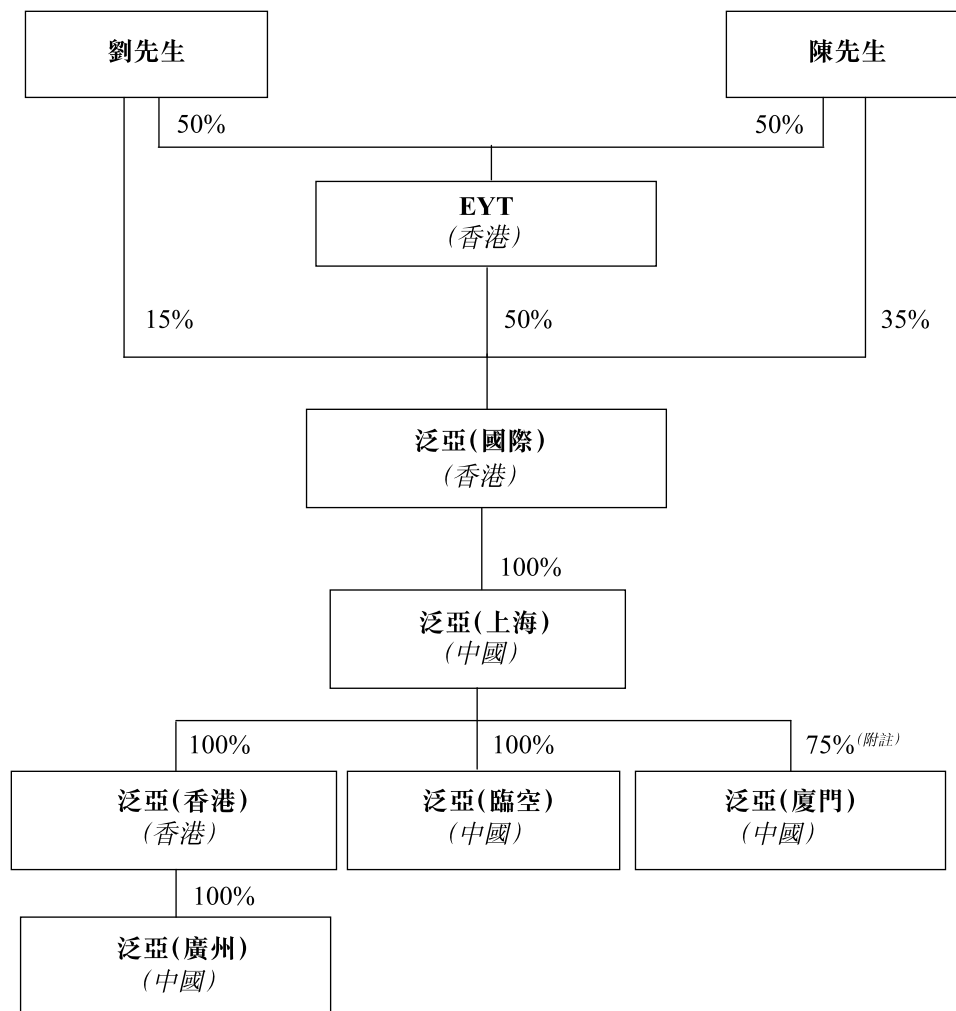 劉先生
陳先生
50%
50%
EYT
(香港)
15%
50%
35%
泛亞(國際)
(香港)
100%
泛亞(上海)
(中國)
100%
100%
75%(附註)
泛亞(香港)
(香港)
泛亞(臨空)
(中國)
泛亞(廈門)
(中國)
100%
泛亞(廣州)
(中國)